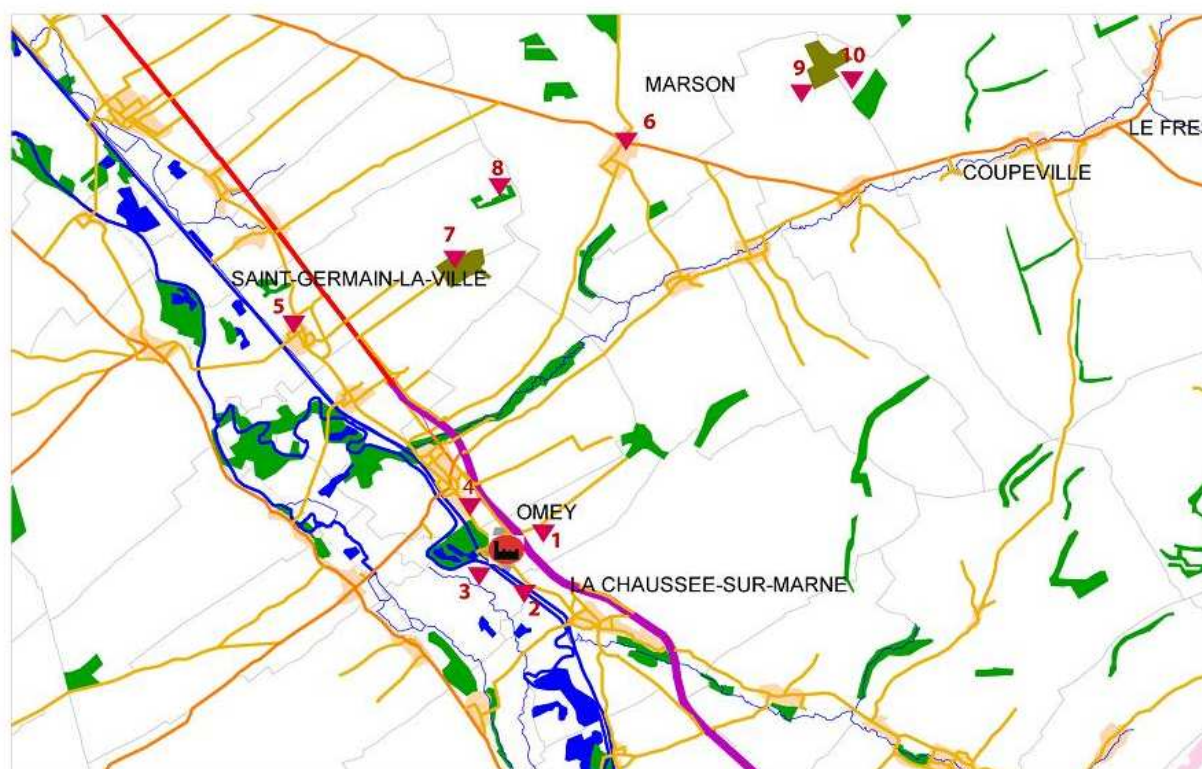 10
9
MARSON
6
LE FRE
8
COUPEVILLE
7
SAINT-GERMAIN-LA-VILLE
5
4
OMEY
1
LA CHAUSSEE-SUR-MARNE
3
2